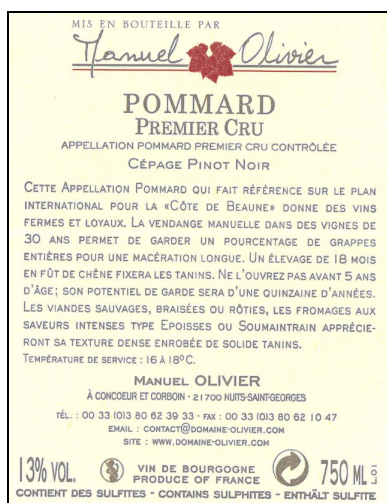 MIS EN BOUTEILLE PAR
Manuel Olivier
POMMARD
PREMIER CRU
APPELLATION POMMARD PREMIER CRU CONTRÔLÉE
CÉPAGE PINOT NOIR
CETTE APPELLATION POMMARD QUI FAIT RÉFÉRENCE SUR LE PLAN
INTERNATIONAL POUR LA «CÔTE DE BEAUNE» DONNE DES VINS
FERMES ET LOYAUX. LA VENDANGE MANUELLE DANS DES VIGNES DE
30 ANS PERMET DE GARDER UN POURCENTAGE DE GRAPPES
ENTIÈRES POUR UNE MACÉRATION LONGUE. UN ÉLEVAGE DE 18 MOIS
EN FÛT DE CHÊNE FIXERA LES TANINS. NE L'OUVREZ PAS AVANT 5 ANS
D'ÂGE; SON POTENTIEL DE GARDE SERA D'UNE QUINZAINE D'ANNÉES.
LES VIANDES SAUVAGES, BRAISÉES OU RÔTIES, LES FROMAGES AUX
SAVEURS INTENSES TYPE EPOISSES OU SOUMAINTRAIN APPRÉCIE-
RONT SA TEXTURE DENSE ENROBÉE DE SOLIDE TANINS.
TEMPÉRATURE DE SERVICE : 16 À 18°C.
MANUEL OLIVIER
À CONCOEUR ET CORBOIN - 21700 NUITS-SAINT-GEORGES
TÉL. : 00 33 (0)3 80 62 39 33 - FAX : 00 33 (0)3 80 62 10 47
EMAIL : CONTACT@DOMAINE-OLIVIER.COM
SITE : WWW.DOMAINE-OLIVIER.COM
13% VOL. VIN DE BOURGOGNE 750 ML
PRODUCE OF FRANCE
CONTIENT DES SULFITES - CONTAINS SULPHITES - ENTHÄLT SULFITE